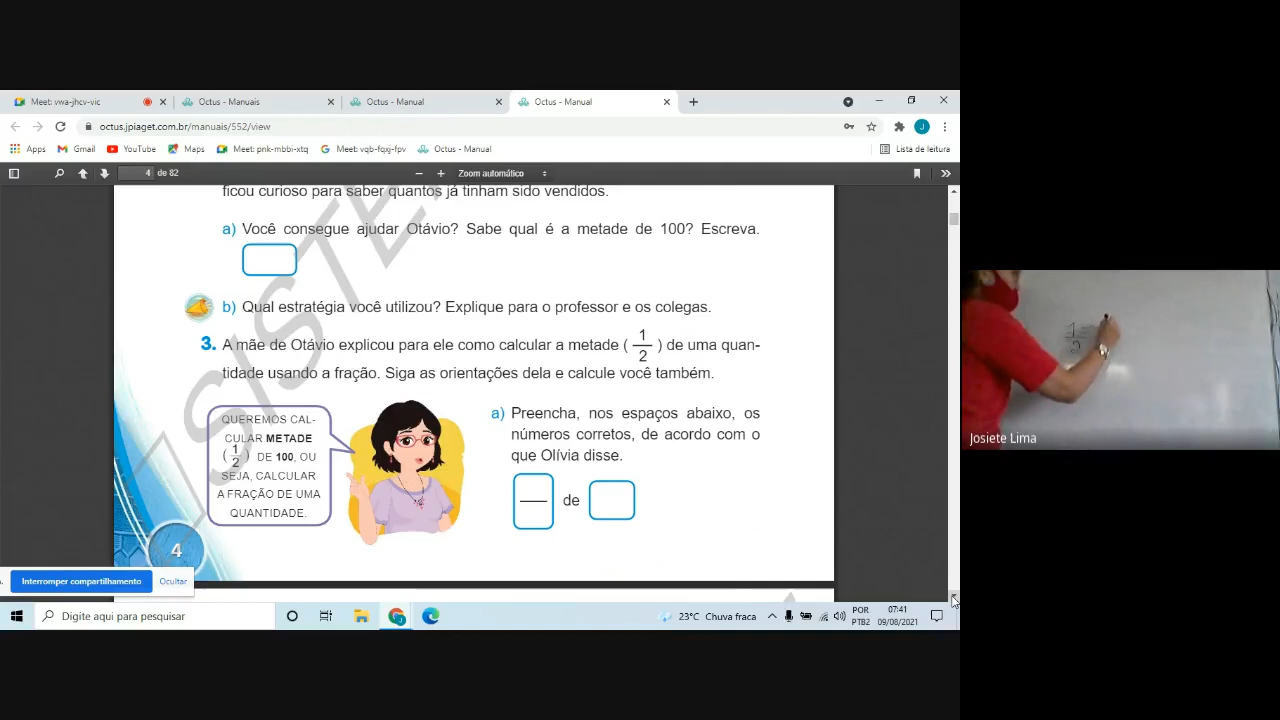 Meet: vwa-jhcv-vic
Octus - Manuais
Octus - Manual
Octus - Manual
octus.jpiaget.com.br/manuais/552/view
Apps
Gmail
YouTube
Maps
Meet: pnk-mbbi-xtq
Meet: vqb-fqxj-fpv
Octus - Manual
Lista de leitura
4 de 82
Zoom automático
ficou curioso para saber quantos já tinham sido vendidos.
a) Você consegue ajudar Otávio? Sabe qual é a metade de 100? Escreva.
b) Qual estratégia você utilizou? Explique para o professor e os colegas.
3. A mãe de Otávio explicou para ele como calcular a metade ( 1/2 ) de uma quan-
tidade usando a fração. Siga as orientações dela e calcule você também.
QUEREMOS CAL-
CULAR METADE
( 1/2 ) DE 100, OU
SEJA, CALCULAR
A FRAÇÃO DE UMA
QUANTIDADE.
a) Preencha, nos espaços abaixo, os
números corretos, de acordo com o
que Olívia disse.
de
4
SISTE
Interromper compartilhamento
Ocultar
Digite aqui para pesquisar
23°C Chuva fraca
POR
PTB2
07:41
09/08/2021
J
1/2 =
Josiete Lima